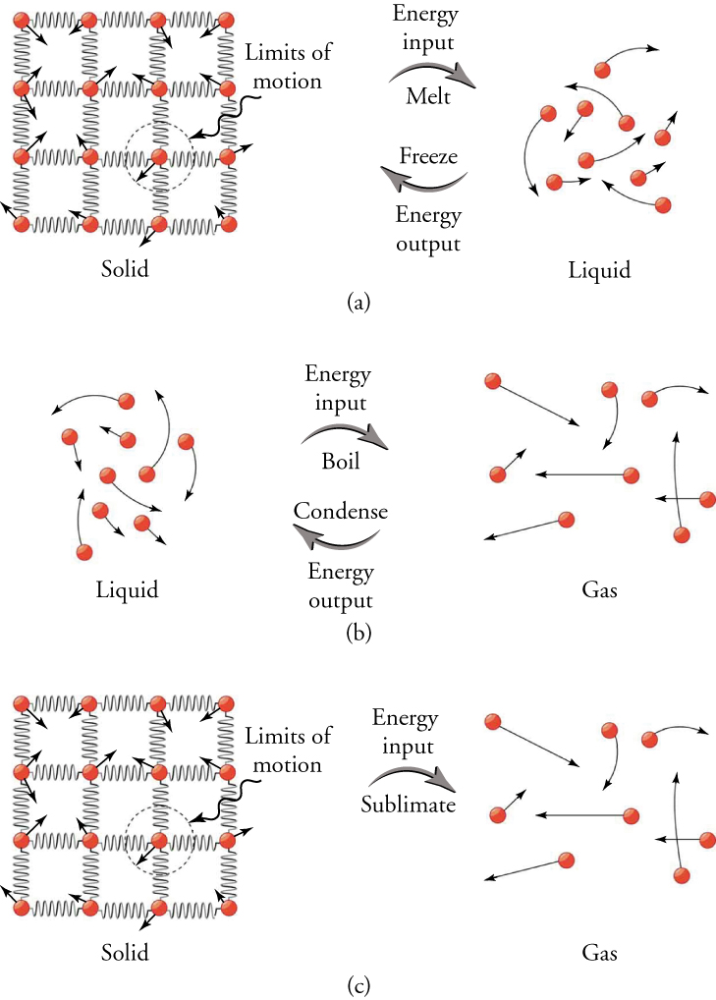 Limits of
motion
Energy
input
Melt
Freeze
Energy
output
Solid
Liquid
(a)
Energy
input
Boil
Condense
Energy
output
Liquid
Gas
(b)
Limits of
motion
Energy
input
Sublimate
Solid
Gas
(c)